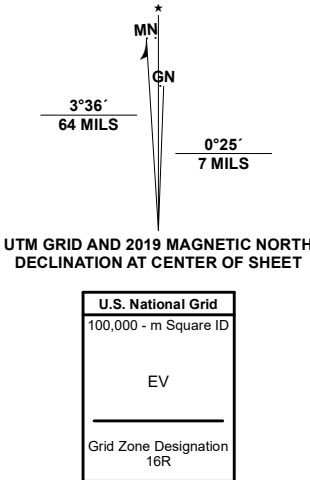 MN
GN
3°36´
64 MILS
0°25´
7 MILS
UTM GRID AND 2019 MAGNETIC NORTH
DECLINATION AT CENTER OF SHEET
U.S. National Grid
100,000 - m Square ID
EV
Grid Zone Designation
16R